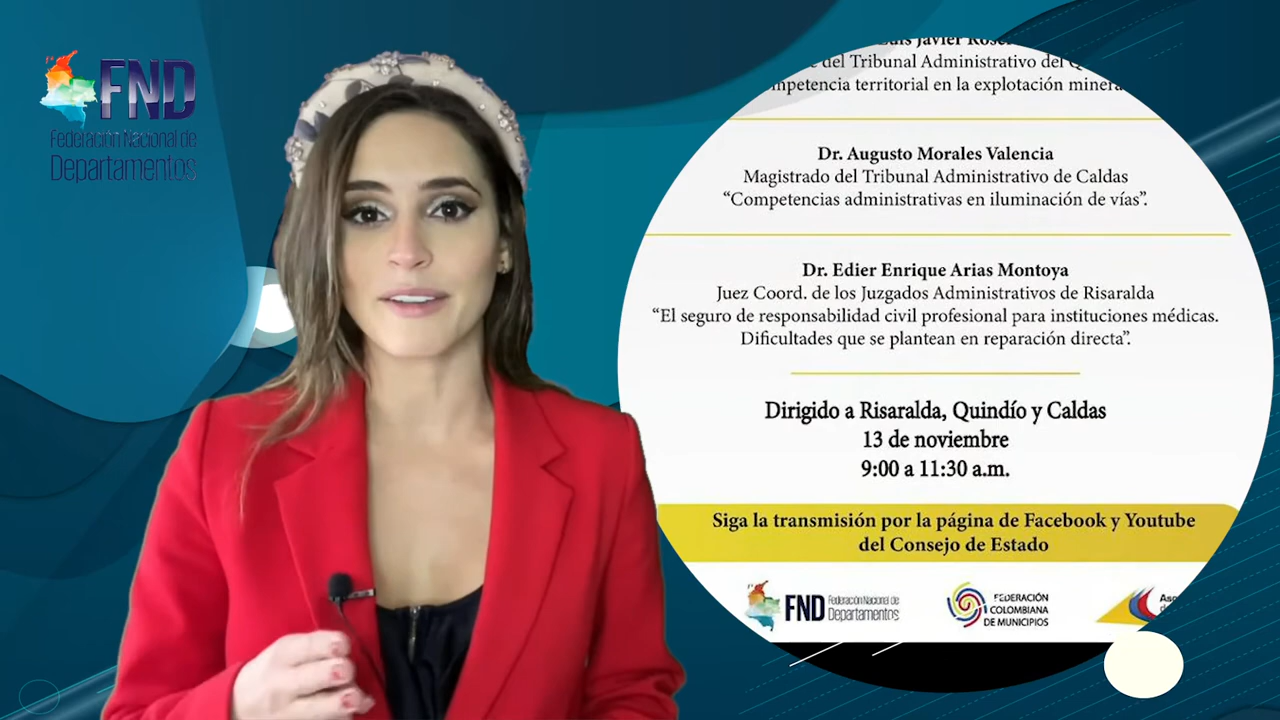 FND
Federación Nacional de
Departamentos
Javier
del Tribunal Administrativo del
territorial en la explotación
Dr. Augusto Morales Valencia
Magistrado del Tribunal Administrativo de Caldas
“Competencias administrativas en iluminación de vías”.
Dr. Edier Enrique Arias Montoya
Juez Coord. de los Juzgados Administrativos de Risaralda
“El seguro de responsabilidad civil profesional para instituciones médicas.
Dificultades que se plantean en reparación directa”.
Dirigido a Risaralda, Quindío y Caldas
13 de noviembre
9:00 a 11:30 a.m.
Siga la transmisión por la página de Facebook y Youtube
del Consejo de Estado
FND Federación Nacional de
Departamentos
FEDERACIÓN
COLOMBIANA
DE MUNICIPIOS